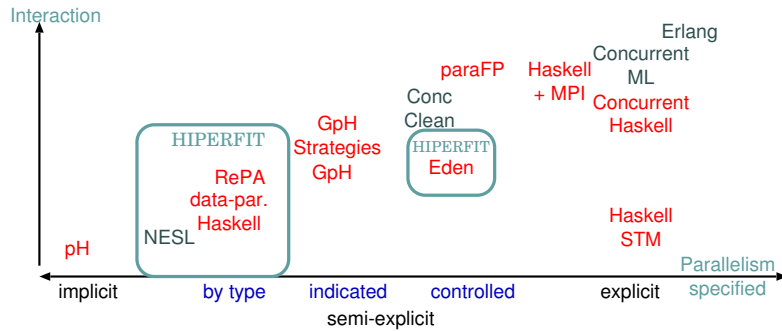 Interaction
Erlang
Concurrent
ML
paraFP
Haskell
+ MPI
Concurrent
Haskell
Conc
Clean
GpH
Strategies
GpH
HIPERFIT
HIPERFIT
Eden
RePA
data-par.
Haskell
NESL
Haskell
STM
pH
Parallelism
specified
implicit
by type
indicated
controlled
explicit
semi-explicit